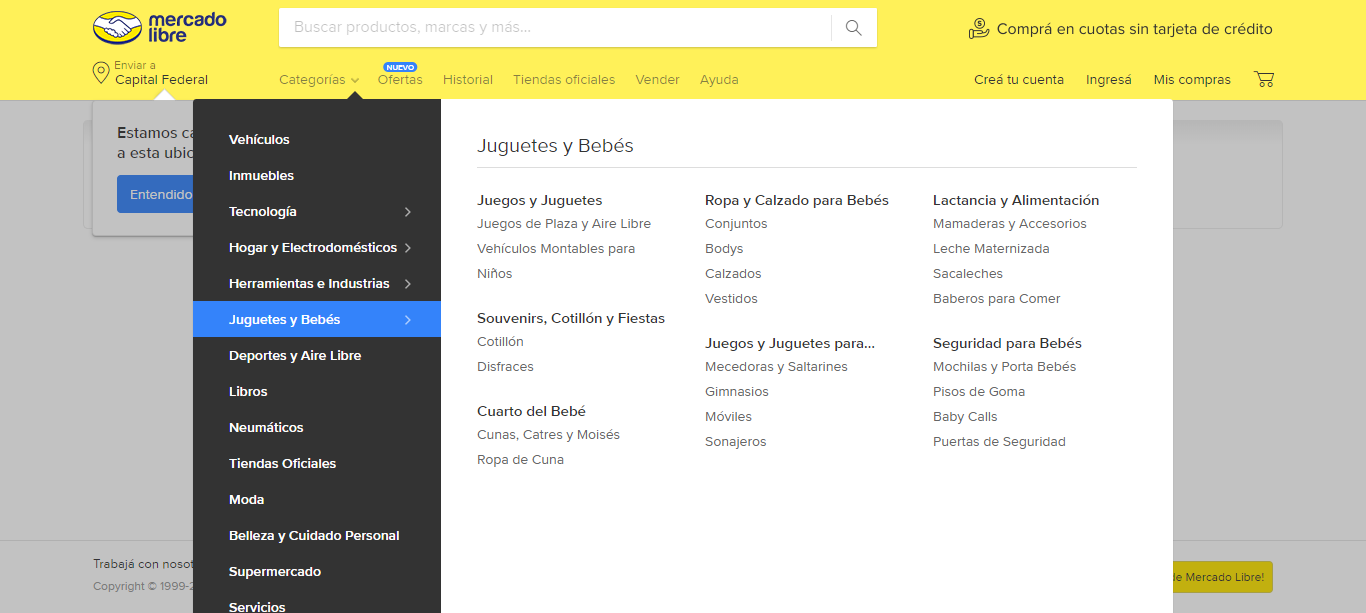 mercado
libre
Buscar productos, marcas y más...
Comprá en cuotas sin tarjeta de crédito
Enviar a
Capital Federal
Categorías
NUEVO
Ofertas
Historial
Tiendas oficiales
Vender
Ayuda
Creá tu cuenta
Ingresá
Mis compras
Estamos
a esta
Entendido
Vehículos
Inmuebles
Tecnología
Hogar y Electrodomésticos
Herramientas e Industrias
Juguetes y Bebés
Deportes y Aire Libre
Libros
Neumáticos
Tiendas Oficiales
Moda
Belleza y Cuidado Personal
Supermercado
Servicios
Juguetes y Bebés
Juegos y Juguetes
Juegos de Plaza y Aire Libre
Vehículos Montables para
Niños
Souvenirs, Cotillón y Fiestas
Cotillón
Disfraces
Cuarto del Bebé
Cunas, Catres y Moisés
Ropa de Cuna
Ropa y Calzado para Bebés
Conjuntos
Bodys
Calzados
Vestidos
Juegos y Juguetes para...
Mecedoras y Saltarines
Gimnasios
Móviles
Sonajeros
Lactancia y Alimentación
Mamaderas y Accesorios
Leche Maternizada
Sacaleches
Baberos para Comer
Seguridad para Bebés
Mochilas y Porta Bebés
Pisos de Goma
Baby Calls
Puertas de Seguridad
Trabajá con
Copyright © 1999-
de Mercado Libre!